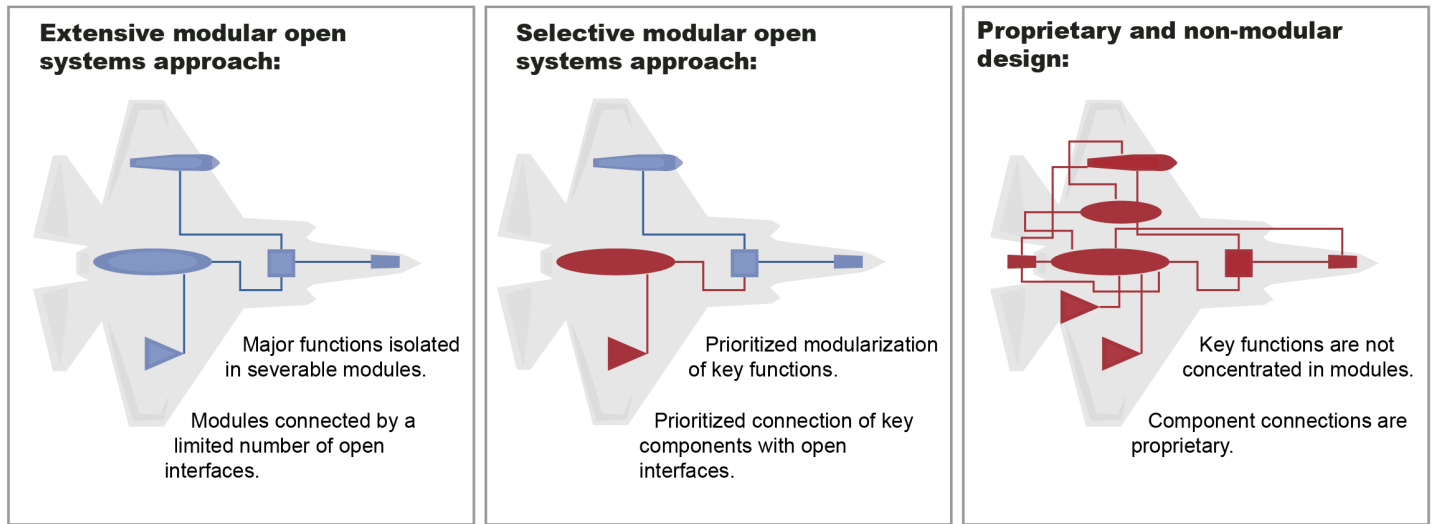 Extensive modular open
systems approach:
Major functions isolated
in severable modules.
Modules connected by a
limited number of open
interfaces.
Selective modular open
systems approach:
Prioritized modularization
of key functions.
Prioritized connection of key
components with open
interfaces.
Proprietary and non-modular
design:
Key functions are not
concentrated in modules.
Component connections are
proprietary.